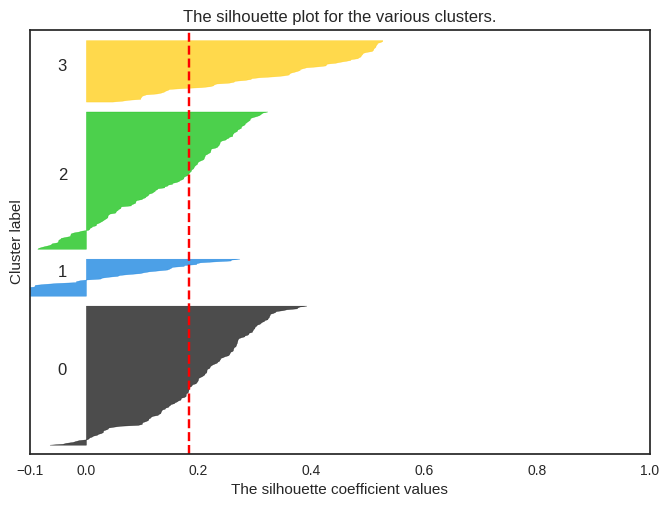 The silhouette plot for the various clusters.
3
2
1
0
Cluster label
−0.1 0.0 0.2 0.4 0.6 0.8 1.0
The silhouette coefficient values